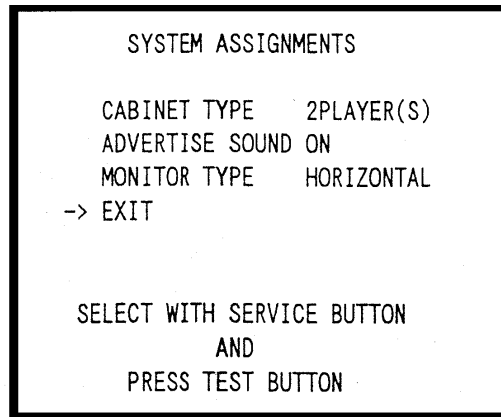 SYSTEM ASSIGNMENTS
CABINET TYPE 2PLAYER(S)
ADVERTISE SOUND ON
MONITOR TYPE HORIZONTAL
-> EXIT
SELECT WITH SERVICE BUTTON
AND
PRESS TEST BUTTON